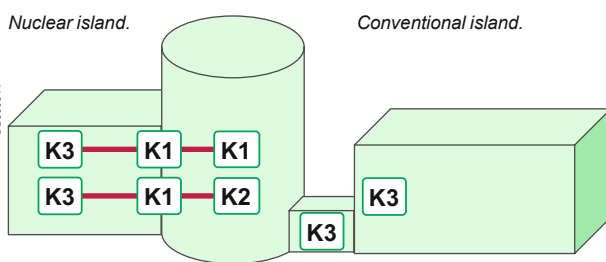 Nuclear island.
Conventional island.
K3 K1 K1
K3 K1 K2
K3
K3